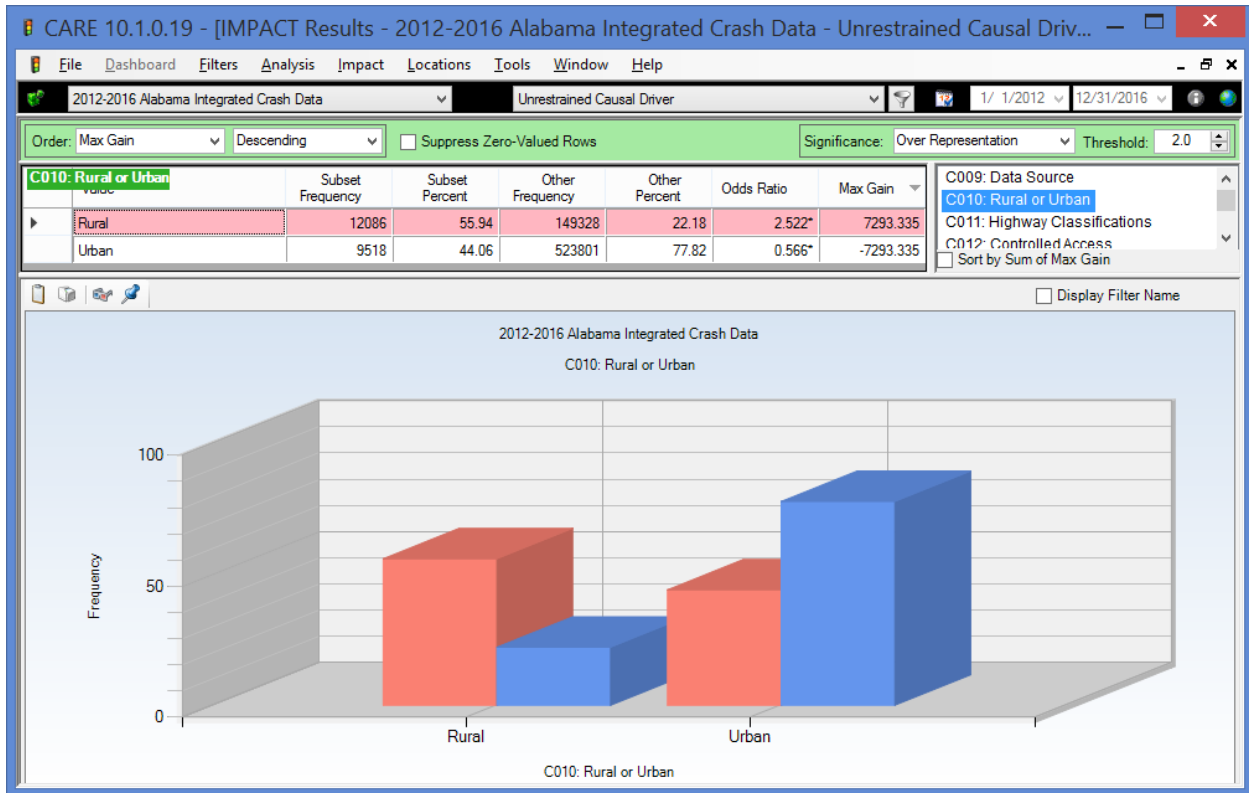 CARE 10.1.0.19 - [IMPACT Results - 2012-2016 Alabama Integrated Crash Data - Unrestrained Causal Driv...
File Dashboard Filters Analysis Impact Locations Tools Window Help
2012-2016 Alabama Integrated Crash Data Unrestrained Causal Driver 1/ 1/2012 12/31/2016
Order: Max Gain Descending Suppress Zero-Valued Rows Significance: Over Representation Threshold: 2.0
C010: Rural or Urban Subset Frequency Subset Percent Other Frequency Other Percent Odds Ratio Max Gain
Rural 12086 55.94 149328 22.18 2.522* 7293.335
Urban 9518 44.06 523801 77.82 0.566* -7293.335
C009: Data Source
C010: Rural or Urban
C011: Highway Classifications
C012: Controlled Access
Sort by Sum of Max Gain
Display Filter Name
2012-2016 Alabama Integrated Crash Data
C010: Rural or Urban
Frequency
100
50
0
Rural Urban
C010: Rural or Urban